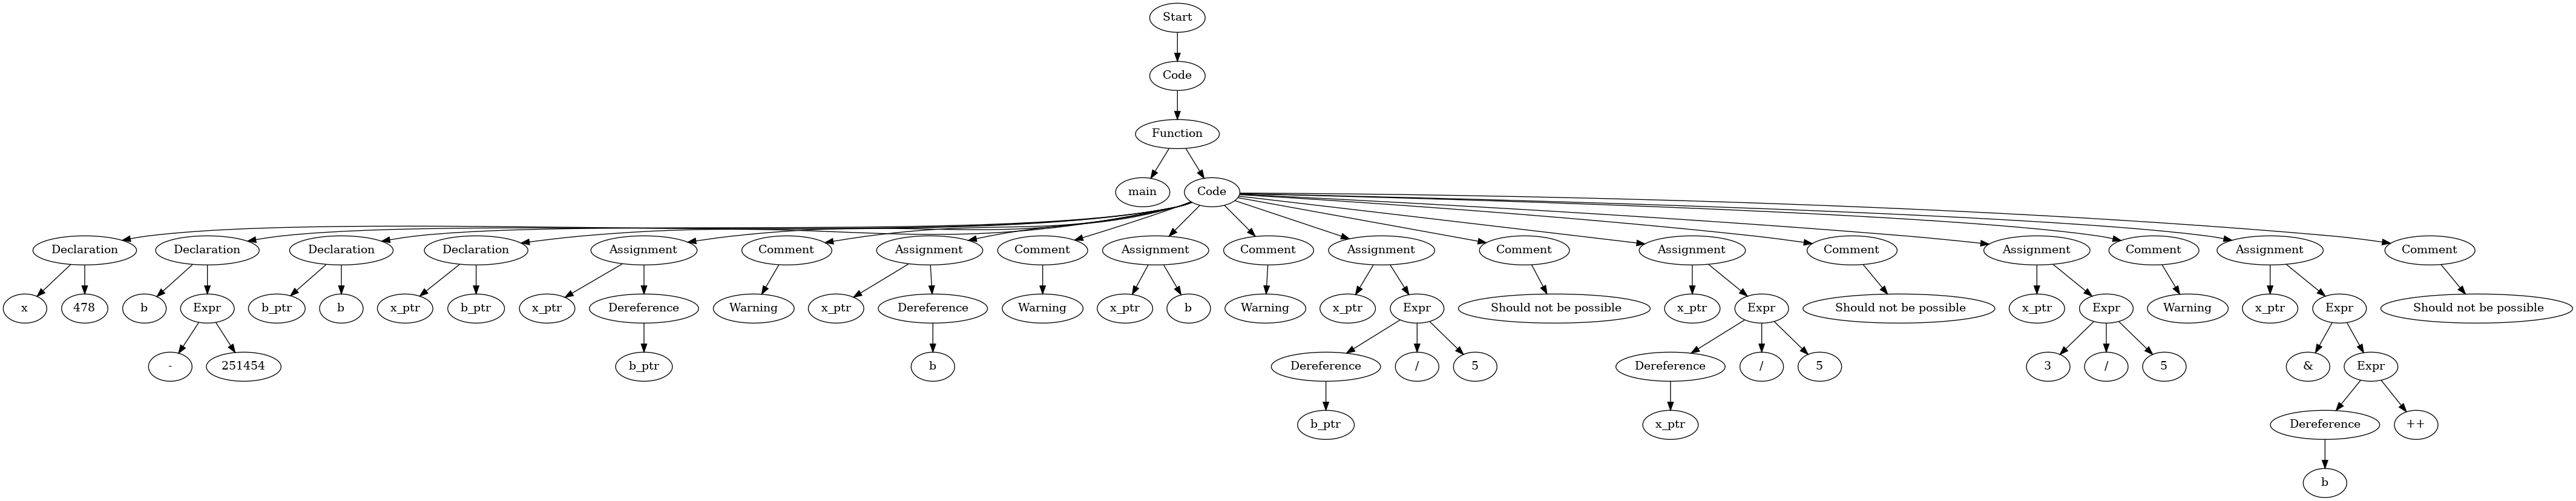 Start
Code
Function
main Code
Declaration Declaration Declaration Declaration Assignment Comment Assignment Comment Assignment Comment Assignment Comment Assignment Comment Assignment Comment Assignment Comment
x 478 b Expr b_ptr b x_ptr b_ptr x_ptr Dereference Warning x_ptr Dereference Warning x_ptr b Warning x_ptr Expr Should not be possible x_ptr Expr Should not be possible x_ptr Expr Warning x_ptr Expr Should not be possible
- 251454 b_ptr b Dereference / 5 Dereference / 5 3 / 5 & Expr
b_ptr x_ptr Dereference ++
b